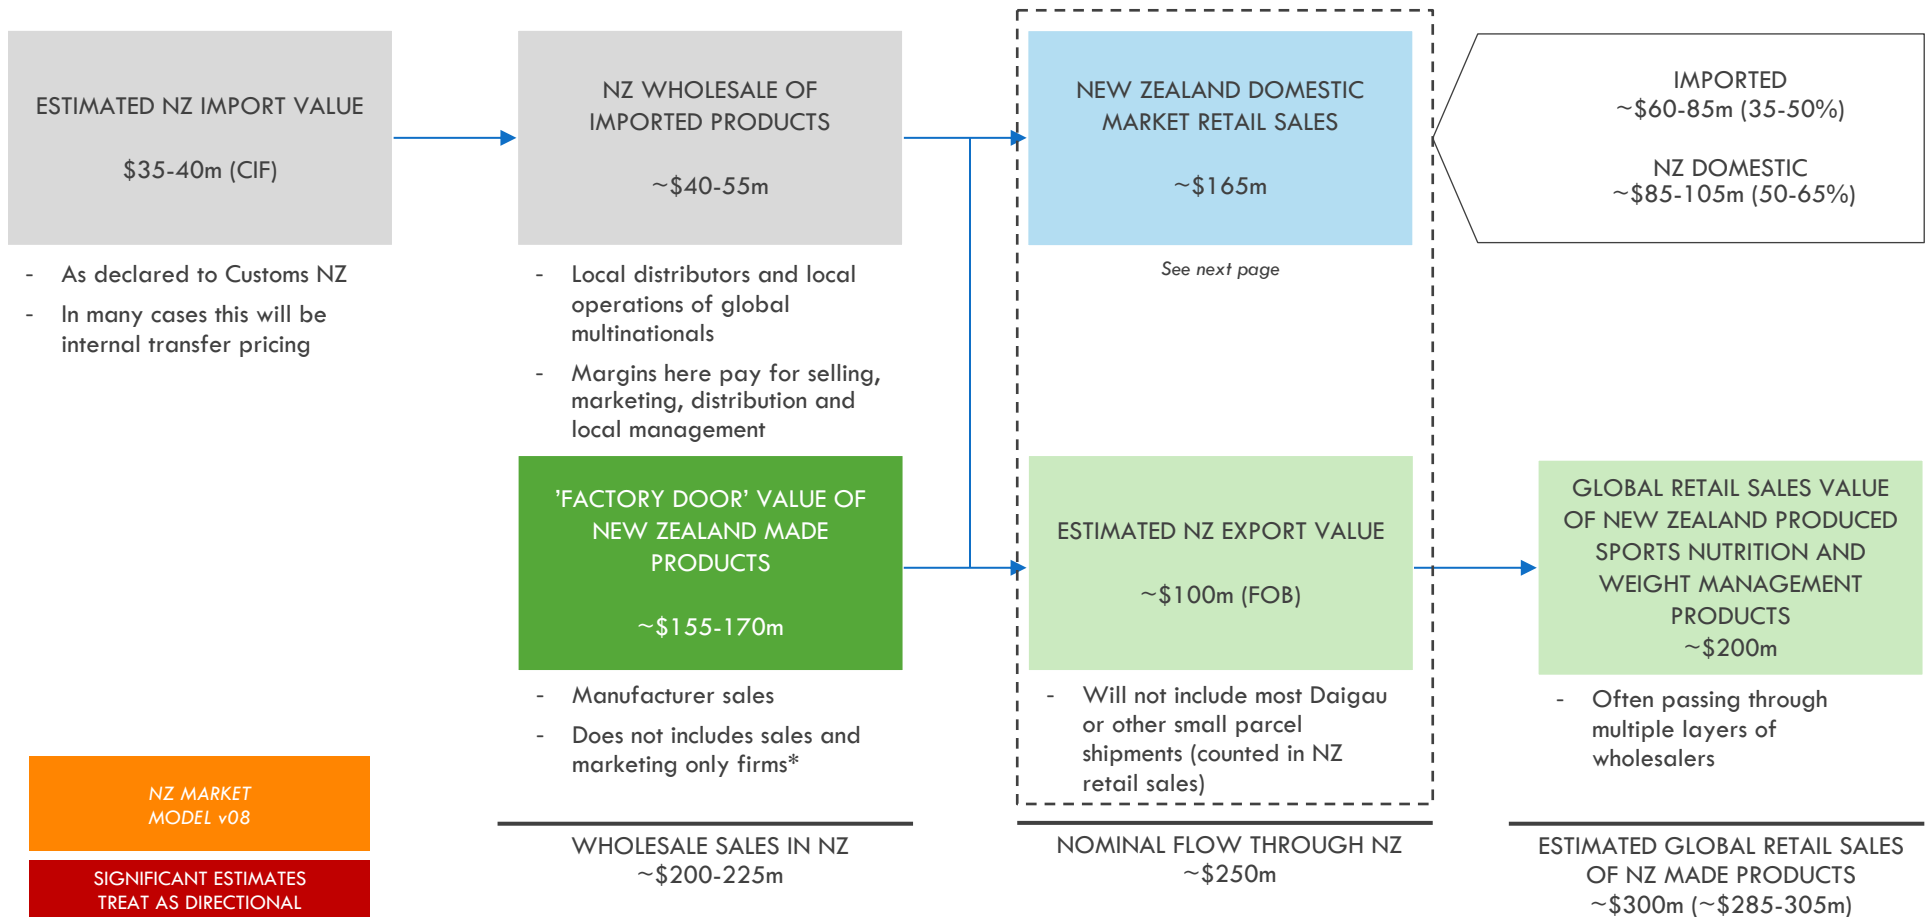 ESTIMATED NZ IMPORT VALUE
$35-40m (CIF)
- As declared to Customs NZ
- In many cases this will be
internal transfer pricing
NZ WHOLESALE OF
IMPORTED PRODUCTS
~$40-55m
- Local distributors and local
operations of global
multinationals
- Margins here pay for selling,
marketing, distribution and
local management
NEW ZEALAND DOMESTIC
MARKET RETAIL SALES
~$165m
See next page
IMPORTED
~$60-85m (35-50%)
NZ DOMESTIC
~$85-105m (50-65%)
'FACTORY DOOR' VALUE OF
NEW ZEALAND MADE
PRODUCTS
~$155-170m
- Manufacturer sales
- Does not includes sales and
marketing only firms*
ESTIMATED NZ EXPORT VALUE
~$100m (FOB)
- Will not include most Daigau
or other small parcel
shipments (counted in NZ
retail sales)
GLOBAL RETAIL SALES VALUE
OF NEW ZEALAND PRODUCED
SPORTS NUTRITION AND
WEIGHT MANAGEMENT
PRODUCTS
~$200m
- Often passing through
multiple layers of
wholesalers
NZ MARKET
MODEL v08
SIGNIFICANT ESTIMATES
TREAT AS DIRECTIONAL
WHOLESALE SALES IN NZ
~$200-225m
NOMINAL FLOW THROUGH NZ
~$250m
ESTIMATED GLOBAL RETAIL SALES
OF NZ MADE PRODUCTS
~$300m (~$285-305m)